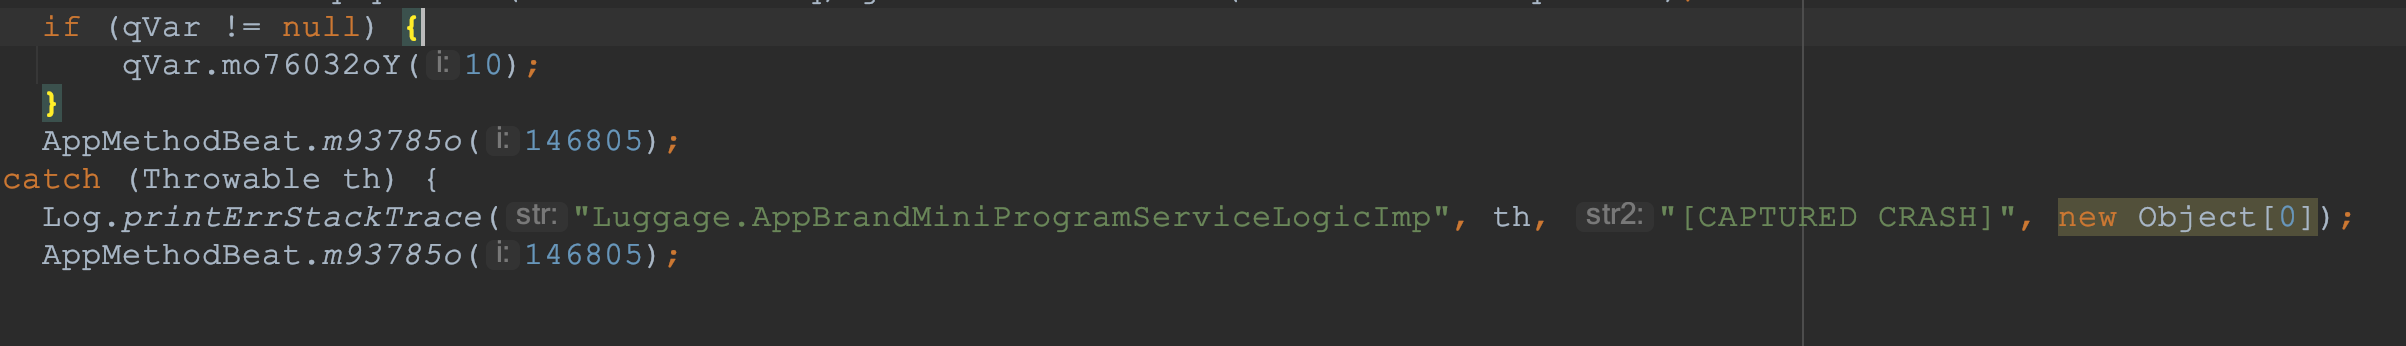 if (qVar != null) {
qVar.mo76032oY( i: 10);
}
AppMethodBeat.m93785o( i: 146805);
catch (Throwable th) {
Log.printErrStackTrace( str: "Luggage.AppBrandMiniProgramServiceLogicImp", th, str2: "[CAPTURED CRASH]", new Object[0]);
AppMethodBeat.m93785o( i: 146805);